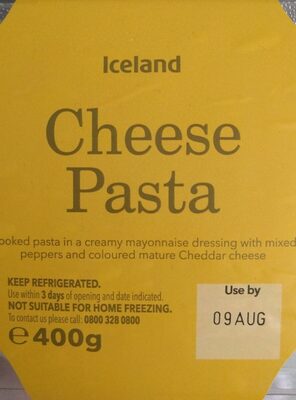 Iceland
Cheese
Pasta
ooked pasta in a creamy mayonnaise dressing with mixed
peppers and coloured mature Cheddar cheese
KEEP REFRIGERATED.
Use within 3 days of opening and date indicated.
NOT SUITABLE FOR HOME FREEZING.
To contact us please call: 0800 328 0800
℮400g
Use by
09AUG